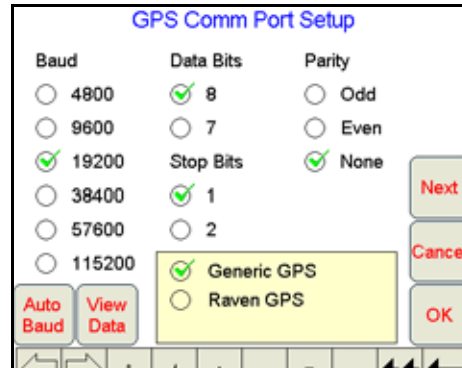 GPS Comm Port Setup
Baud
4800
9600
19200
38400
57600
115200
Data Bits
8
7
Stop Bits
1
2
Parity
Odd
Even
None
Generic GPS
Raven GPS
Auto Baud
View Data
Next
Cance
OK